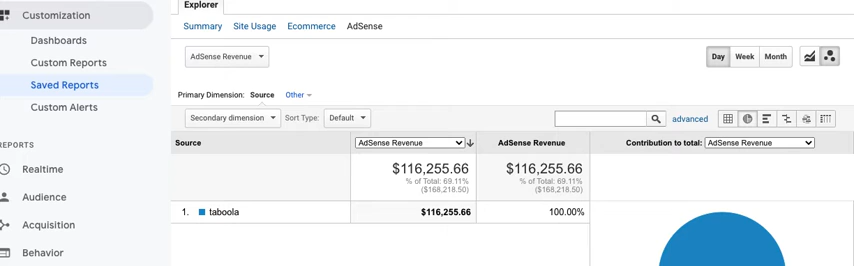 Customization
Dashboards
Custom Reports
Saved Reports
Custom Alerts
REPORTS
Realtime
Audience
Acquisition
Behavior
Explorer
Summary Site Usage Ecommerce AdSense
AdSense Revenue
Day Week Month
Primary Dimension: Source Other
Secondary dimension Sort Type: Default
advanced
Source AdSense Revenue AdSense Revenue Contribution to total: AdSense Revenue
$116,255.66 $116,255.66
% of Total: 69.11% % of Total: 69.11%
($168,218.50) ($168,218.50)
1. taboola $116,255.66 100.00%